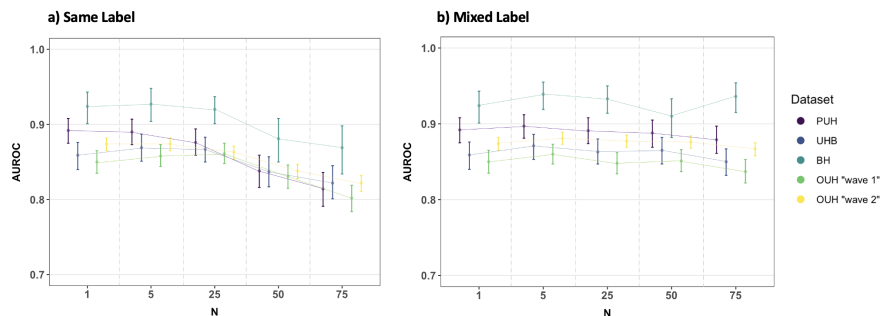 a) Same Label
b) Mixed Label
1.0
0.9
0.8
0.7
AUROC
1
5
25
50
75
N
1.0
0.9
0.8
0.7
AUROC
1
5
25
50
75
N
Dataset
PUH
UHB
BH
OUH "wave 1"
OUH "wave 2"